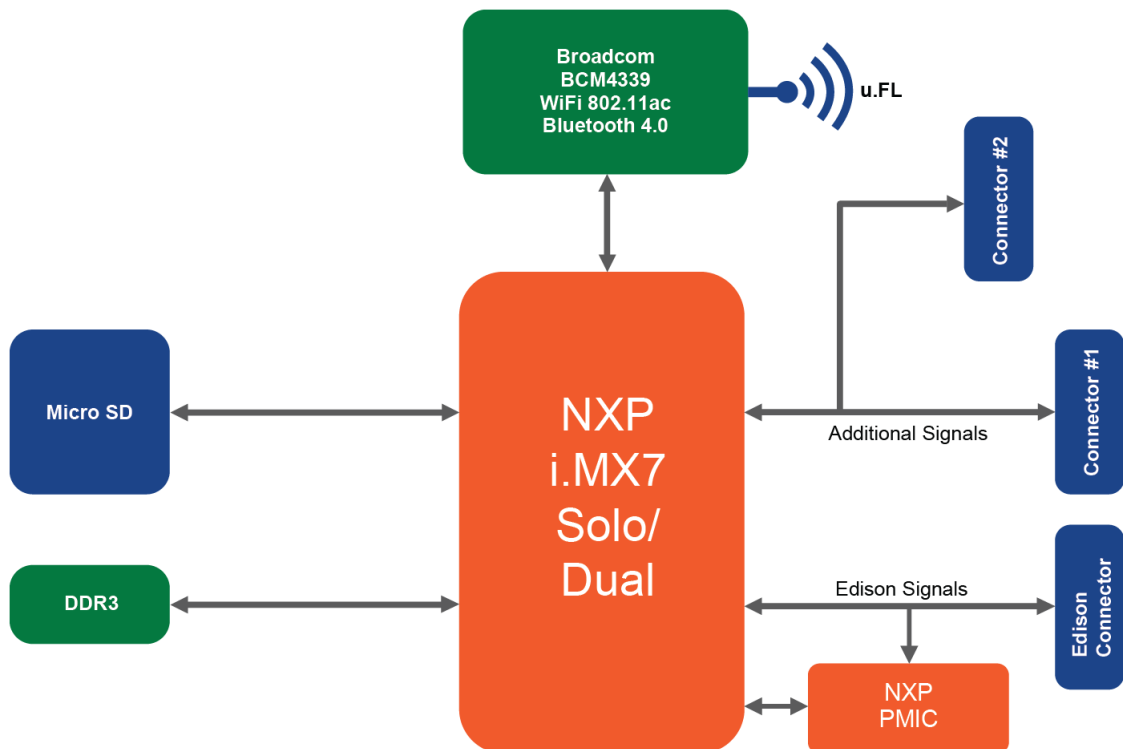 Broadcom
BCM4339
WiFi 802.11ac
Bluetooth 4.0
u.FL
Connector #2
Micro SD
NXP
i.MX7
Solo/
Dual
Additional Signals
Connector #1
DDR3
Edison Signals
Edison
Connector
NXP
PMIC